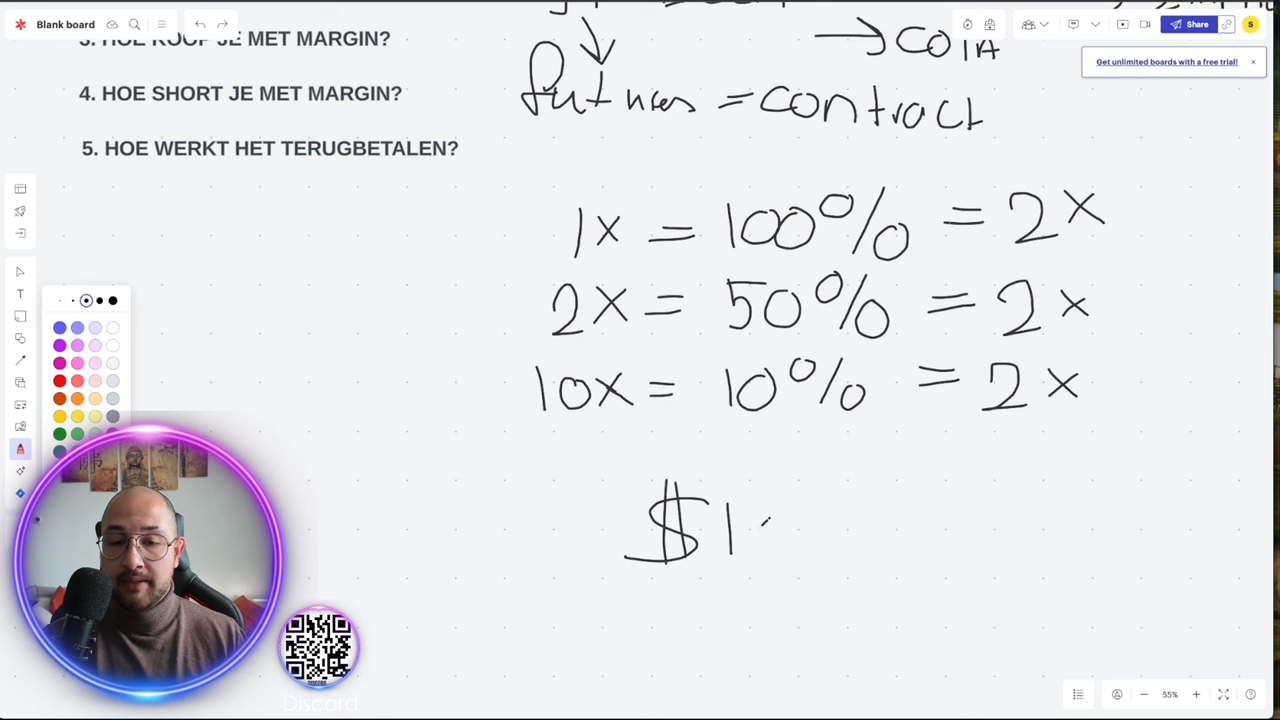 Blank board
Share
S
3. HOE KOOP JE MET MARGIN?
→ coin
Get unlimited boards with a free trial!
4. HOE SHORT JE MET MARGIN?
futures = contract
5. HOE WERKT HET TERUGBETALEN?
1x = 100% = 2x
2x = 50% = 2x
10x = 10% = 2x
$1
Discord
55%